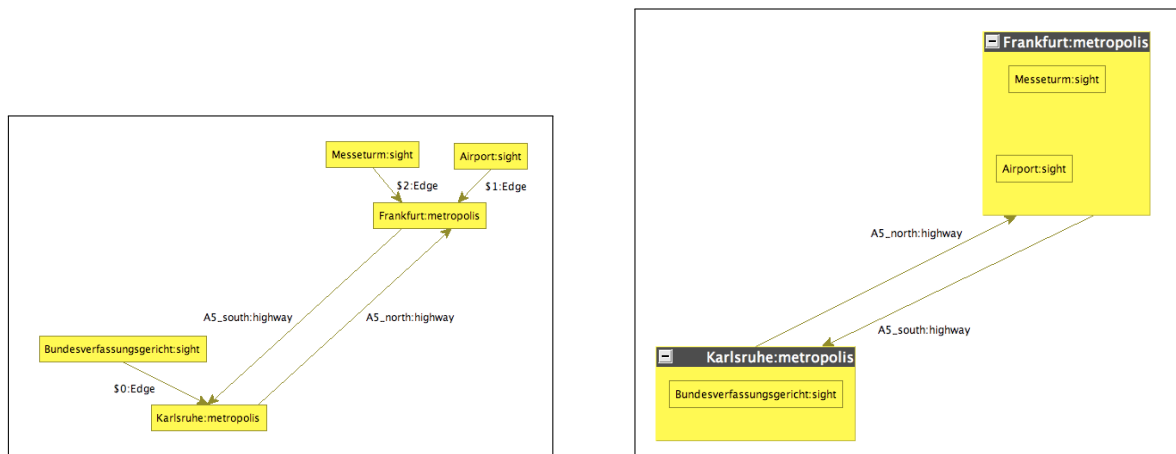 Messeturm:sight
Airport:sight
$2:Edge
$1:Edge
Frankfurt:metropolis
A5_south:highway
A5_north:highway
Bundesverfassungsgericht:sight
$0:Edge
Karlsruhe:metropolis
Frankfurt:metropolis
Messeturm:sight
Airport:sight
A5_north:highway
A5_south:highway
Karlsruhe:metropolis
Bundesverfassungsgericht:sight